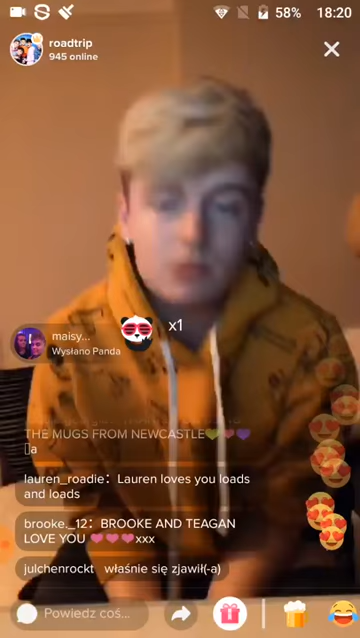 58% 18:20
roadtrip
945 online
maisy...
Wysłano Panda
x1
THE MUGS FROM NEWCASTLE💚❤💜
a
lauren_roadie: Lauren loves you loads
and loads
brooke._12: BROOKE AND TEAGAN
LOVE YOU ❤❤❤xxx
julchenrockt właśnie się zjawił(-a)
Powiedz coś...